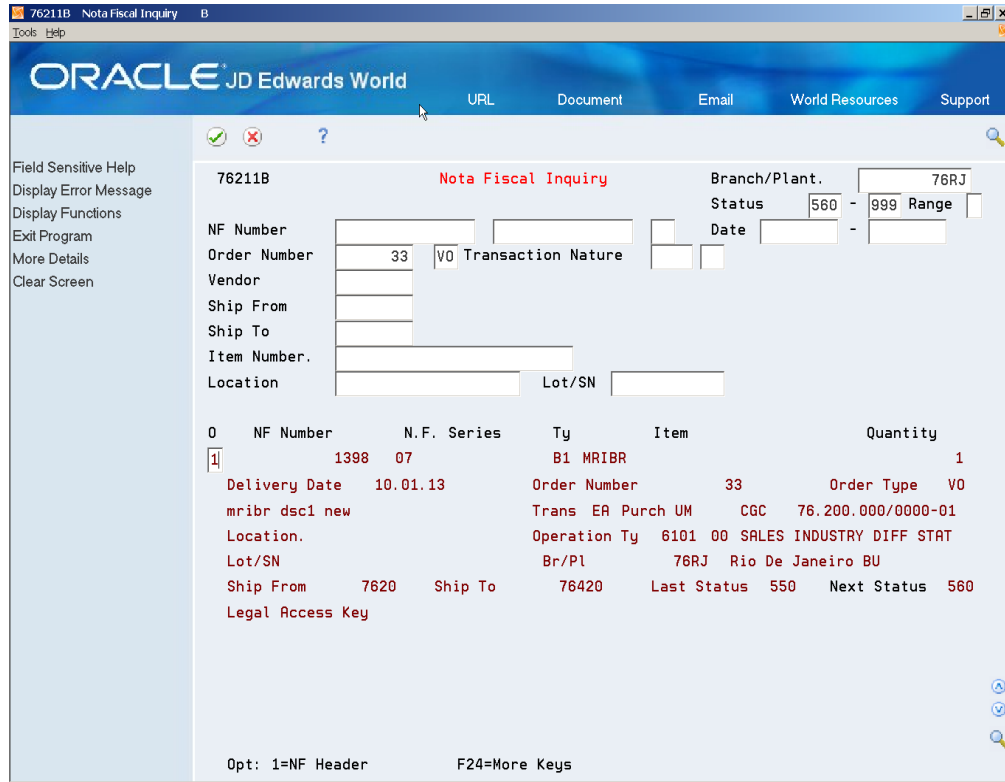 76211B Nota Fiscal Inquiry B
Tools Help
ORACLE JD Edwards World
URL Document Email World Resources Support
?
Field Sensitive Help
Display Error Message
Display Functions
Exit Program
More Details
Clear Screen
76211B Nota Fiscal Inquiry Branch/Plant. 76RJ
Status 560 - 999 Range
NF Number Date -
Order Number 33 VO Transaction Nature
Vendor
Ship From
Ship To
Item Number.
Location Lot/SN
O NF Number N.F. Series Ty Item Quantity
1 1398 07 B1 MRIBR 1
Delivery Date 10.01.13 Order Number 33 Order Type VO
mribr dsc1 new Trans EA Purch UM CGC 76.200.000/0000-01
Location. Operation Ty 6101 00 SALES INDUSTRY DIFF STAT
Lot/SN Br/Pl 76RJ Rio De Janeiro BU
Ship From 7620 Ship To 76420 Last Status 550 Next Status 560
Legal Access Key
Opt: 1=NF Header F24=More Keys